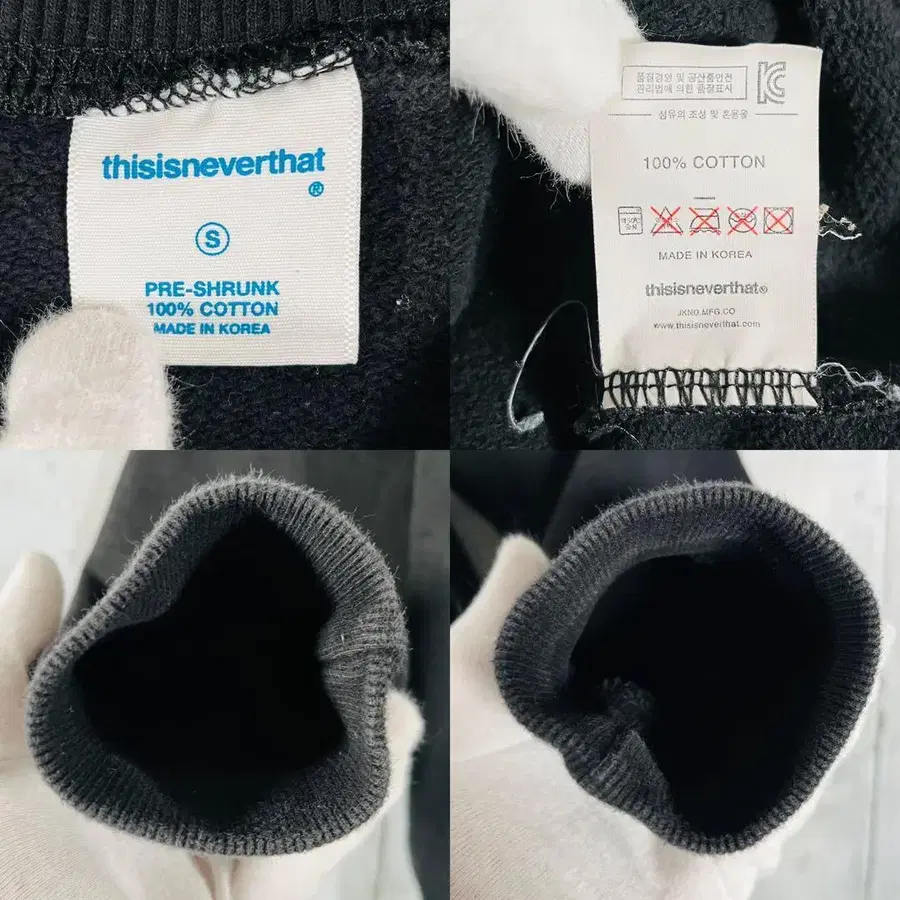 thisisneverthat
®
S
PRE-SHRUNK
100% COTTON
MADE IN KOREA
품질경영 및 공산품안전
관리법에 의한 품질표시
섬유의 조성 및 혼용율
100% COTTON
MADE IN KOREA
thisisneverthat®
JKND.MFG.CO
www.thisisneverthat.com